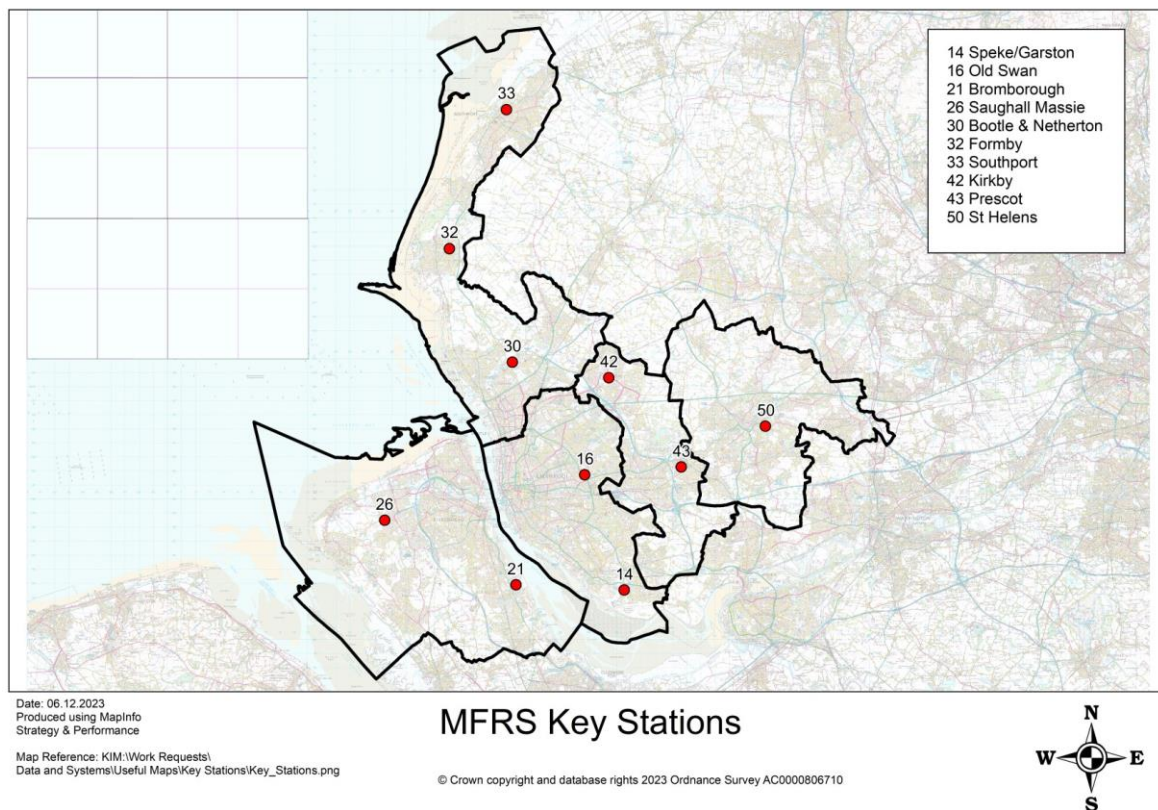 14 Speke/Garston
16 Old Swan
21 Bromborough
26 Saughall Massie
30 Bootle & Netherton
32 Formby
33 Southport
42 Kirkby
43 Prescot
50 St Helens
33
32
30
42
50
43
16
26
21
14
Date: 06.12.2023
Produced using MapInfo
Strategy & Performance
Map Reference: KIM:\Work Requests\
Data and Systems\Useful Maps\Key Stations\Key_Stations.png
MFRS Key Stations
© Crown copyright and database rights 2023 Ordnance Survey AC0000806710
N
W E
S